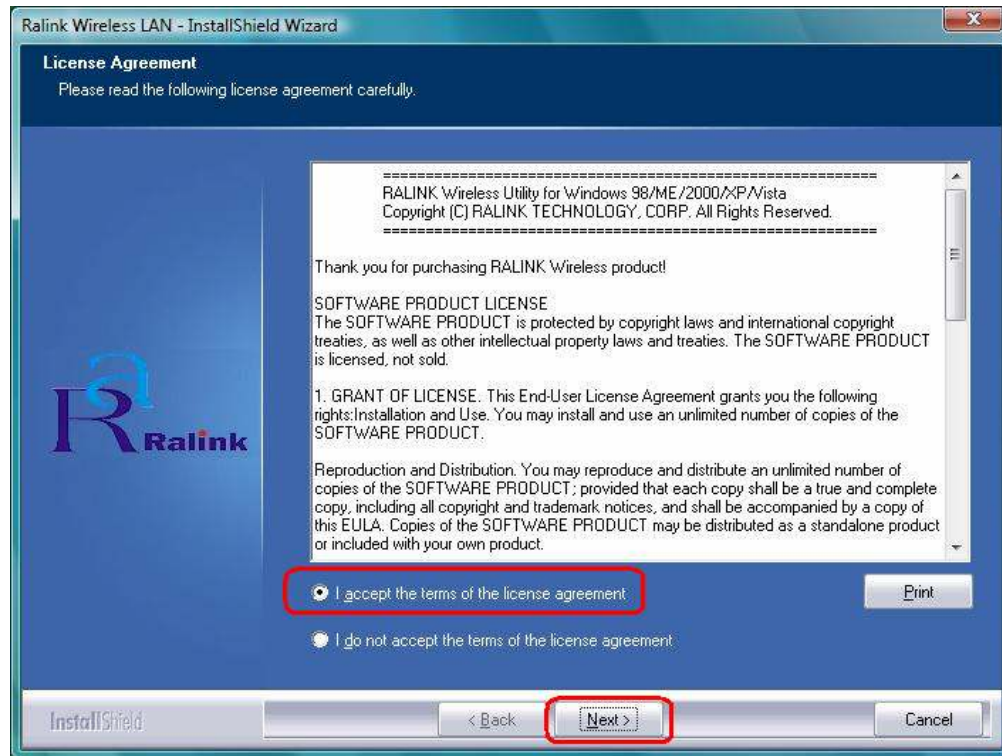 Ralink Wireless LAN - InstallShield Wizard
License Agreement
Please read the following license agreement carefully.
================================================================
RALINK Wireless Utility for Windows 98/ME/2000/XP/Vista
Copyright (C) RALINK TECHNOLOGY, CORP. All Rights Reserved.
================================================================
Thank you for purchasing RALINK Wireless product!
SOFTWARE PRODUCT LICENSE
The SOFTWARE PRODUCT is protected by copyright laws and international copyright
treaties, as well as other intellectual property laws and treaties. The SOFTWARE PRODUCT
is licensed, not sold.
1. GRANT OF LICENSE. This End-User License Agreement grants you the following
rights:Installation and Use. You may install and use an unlimited number of copies of the
SOFTWARE PRODUCT.
Reproduction and Distribution. You may reproduce and distribute an unlimited number of
copies of the SOFTWARE PRODUCT; provided that each copy shall be a true and complete
copy, including all copyright and trademark notices, and shall be accompanied by a copy of
this EULA. Copies of the SOFTWARE PRODUCT may be distributed as a standalone product
or included with your own product.
Ralink
I accept the terms of the license agreement
Print
I do not accept the terms of the license agreement
InstallShield
< Back
Next >
Cancel